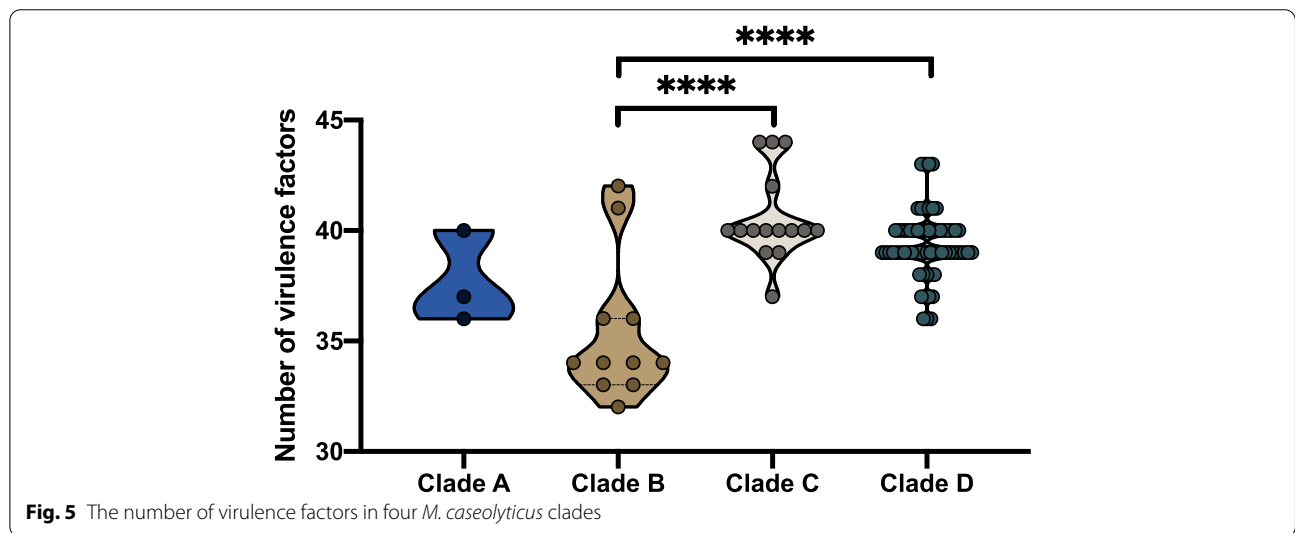 ****
****
Number of virulence factors
45
40
35
30
Clade A Clade B Clade C Clade D
Fig. 5 The number of virulence factors in four M. caseolyticus clades